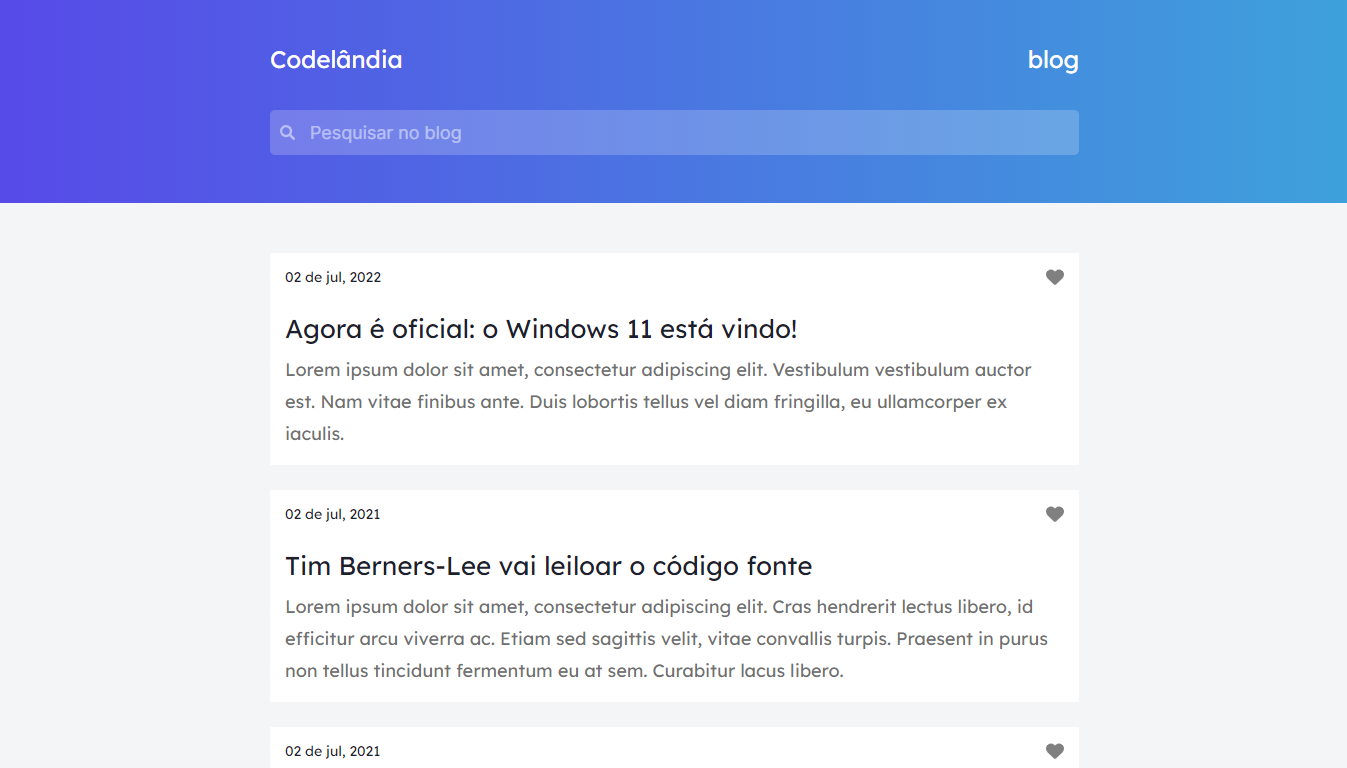 Codelândia
blog
Pesquisar no blog
02 de jul, 2022
Agora é oficial: o Windows 11 está vindo!
Lorem ipsum dolor sit amet, consectetur adipiscing elit. Vestibulum vestibulum auctor
est. Nam vitae finibus ante. Duis lobortis tellus vel diam fringilla, eu ullamcorper ex
iaculis.
02 de jul, 2021
Tim Berners-Lee vai leiloar o código fonte
Lorem ipsum dolor sit amet, consectetur adipiscing elit. Cras hendrerit lectus libero, id
efficitur arcu viverra ac. Etiam sed sagittis velit, vitae convallis turpis. Praesent in purus
non tellus tincidunt fermentum eu at sem. Curabitur lacus libero.
02 de jul, 2021